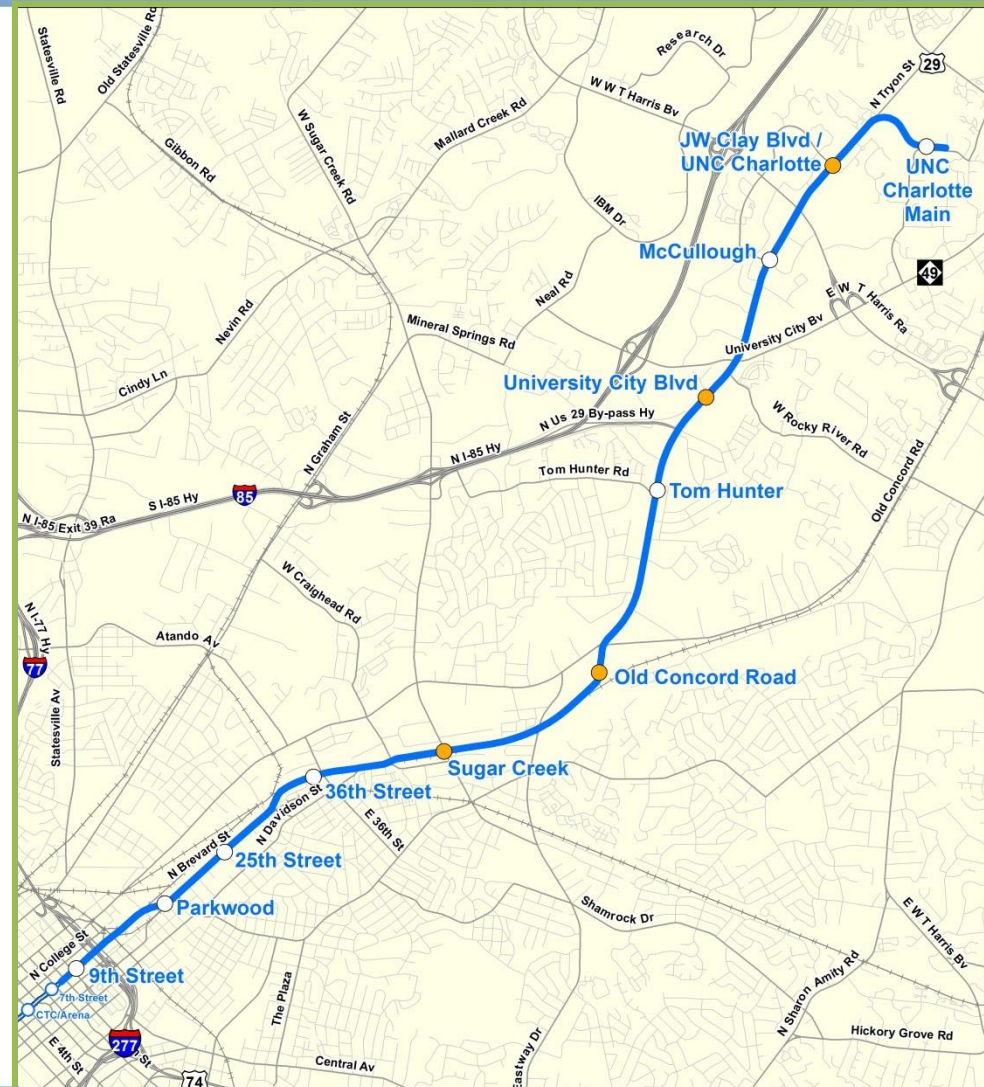 Statesville Rd
Old Statesville Rd
Research Dr
29
N Tryon St
W W T Harris Bv
W Sugar Creek Rd
Mallard Creek Rd
Gibbon Rd
JW Clay Blvd /
UNC Charlotte
UNC
Charlotte
Main
IBM Dr
McCullough
49
Neal Rd
E W T Harris Ra
Nevin Rd
Mineral Springs Rd
University City Bv
Cindy Ln
University City Blvd
N Us 29 By-pass Hy
W Rocky River Rd
N Graham St
N I-85 Hy
Tom Hunter Rd
Tom Hunter
Old Concord Rd
85
S I-85 Hy
N I-85 Exit 39 Ra
W Craighead Rd
N I-77 Hy
Atando Av
77
Old Concord Road
Statesville Av
Sugar Creek
36th Street
N Davidson St
E 36th St
N Brevard St
25th Street
Parkwood
Shamrock Dr
E W T Harris Bv
N College St
9th Street
7th Street
CTC/Arena
The Plaza
N Sharon Amity Rd
Hickory Grove Rd
277
E 4th St
Central Av
Eastway Dr
74